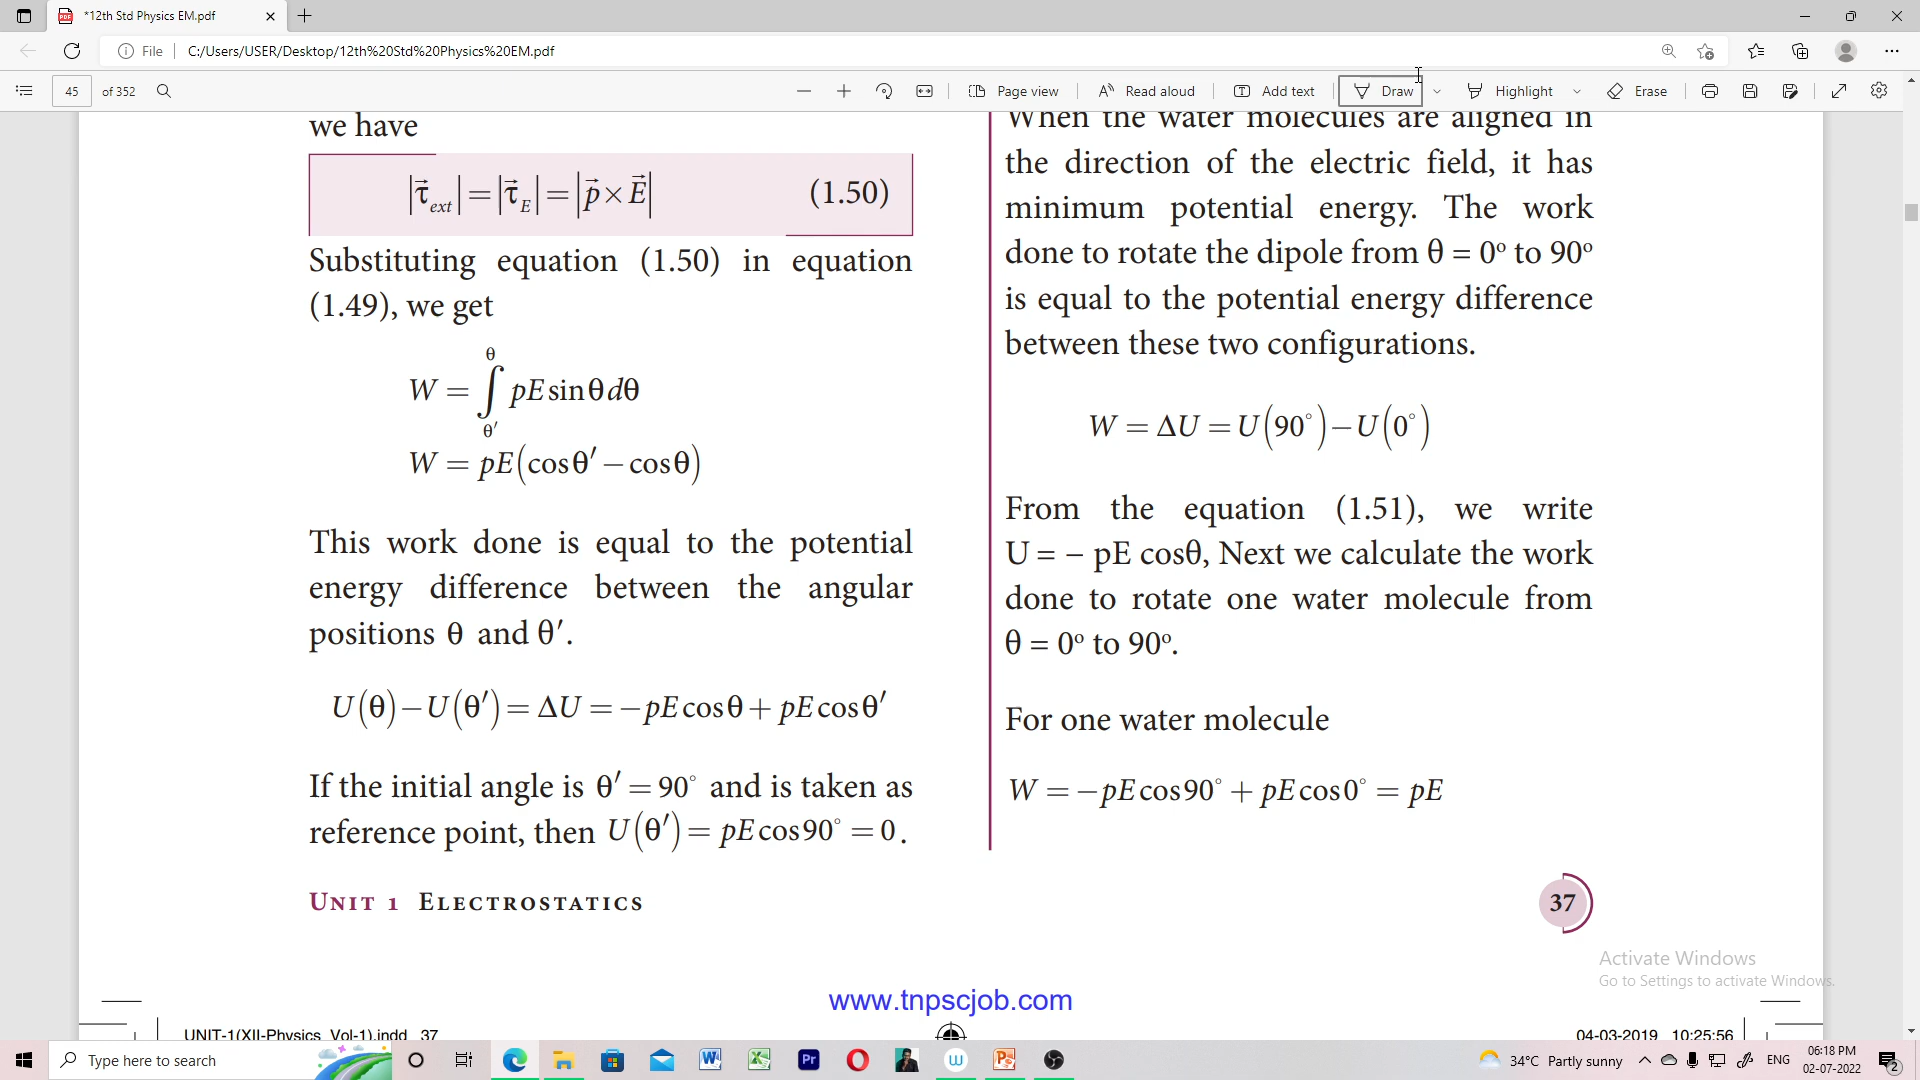 *12th Std Physics EM.pdf
File
C:/Users/USER/Desktop/12th%20Std%20Physics%20EM.pdf
45 of 352
Page view
Read aloud
Add text
Draw
Highlight
Erase
we have
|τ⃗ext| = |τ⃗E| = |p⃗ × E⃗| (1.50)
Substituting equation (1.50) in equation
(1.49), we get
W = ∫θ′^θ pE sinθ dθ
W = pE(cosθ′ – cosθ)
This work done is equal to the potential
energy difference between the angular
positions θ and θ′.
U(θ) – U(θ′) = ΔU = –pE cosθ + pE cosθ′
If the initial angle is θ′ = 90° and is taken as
reference point, then U(θ′) = pE cos90° = 0.
When the water molecules are aligned in
the direction of the electric field, it has
minimum potential energy. The work
done to rotate the dipole from θ = 0° to 90°
is equal to the potential energy difference
between these two configurations.
W = ΔU = U(90°) – U(0°)
From the equation (1.51), we write
U = – pE cosθ, Next we calculate the work
done to rotate one water molecule from
θ = 0° to 90°.
For one water molecule
W = –pE cos90° + pE cos0° = pE
UNIT 1 ELECTROSTATICS
37
Activate Windows
Go to Settings to activate Windows.
www.tnpscjob.com
UNIT-1(XII-Physics_Vol-1).indd 37
04-03-2019 10:25:56
Type here to search
34°C Partly sunny
ENG
06:18 PM
02-07-2022
2